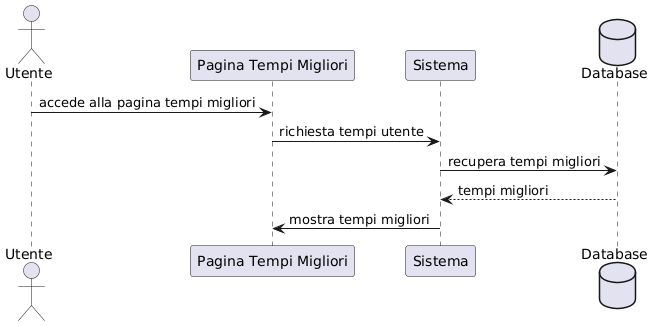 Utente
Pagina Tempi Migliori
Sistema
Database
accede alla pagina tempi migliori
richiesta tempi utente
recupera tempi migliori
tempi migliori
mostra tempi migliori
Utente
Pagina Tempi Migliori
Sistema
Database